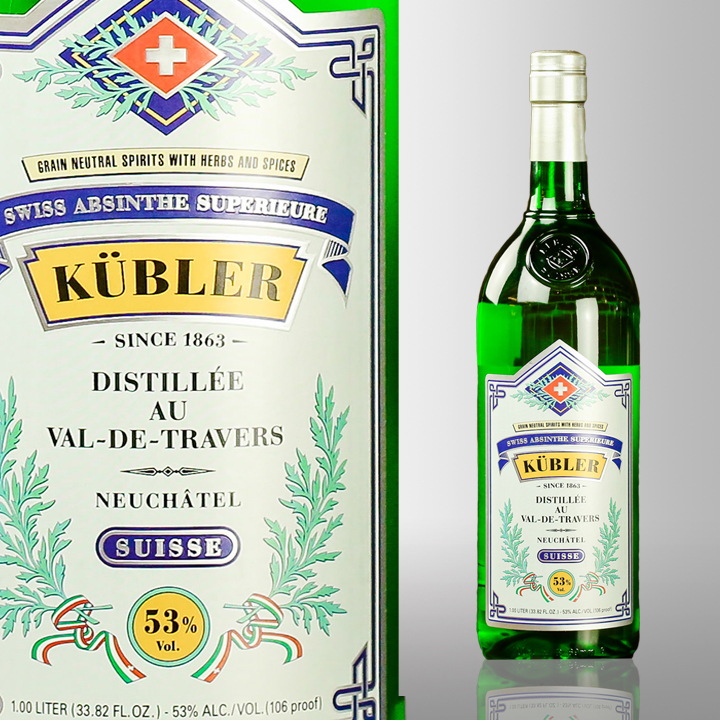 GRAIN NEUTRAL SPIRITS WITH HERBS AND SPICES
SWISS ABSINTHE SUPERIEURE
KÜBLER
SINCE 1863
DISTILLÉE
AU
VAL-DE-TRAVERS
NEUCHÂTEL
SUISSE
53%
Vol.
1.00 LITER (33.82 FL.OZ.) - 53% ALC./VOL. (106 proof)
GRAIN NEUTRAL SPIRITS WITH HERBS AND SPICES
SWISS ABSINTHE SUPERIEURE
KÜBLER
SINCE 1863
DISTILLÉE
AU
VAL-DE-TRAVERS
NEUCHÂTEL
SUISSE
53%
Vol.
1.00 LITER (33.82 FL.OZ.) - 53% ALC./VOL. (106 proof)